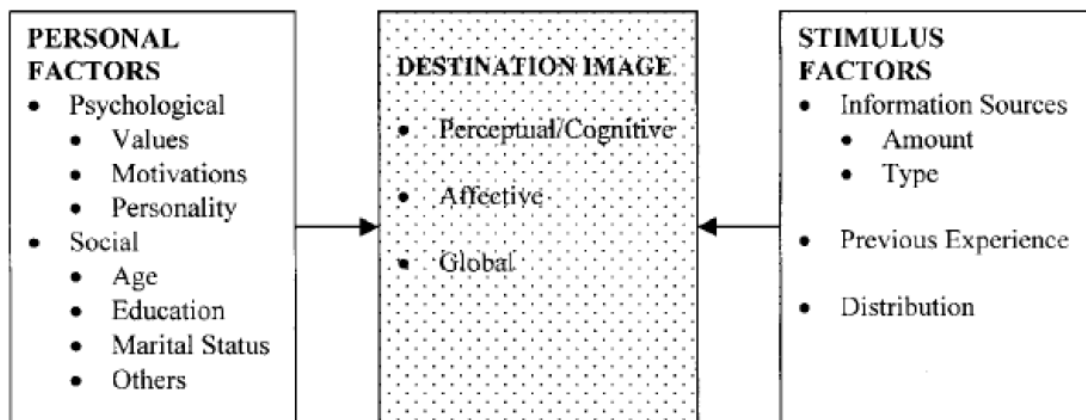 PERSONAL
FACTORS
• Psychological
• Values
• Motivations
• Personality
• Social
• Age
• Education
• Marital Status
• Others
DESTINATION IMAGE
• Perceptual/Cognitive
• Affective
• Global
STIMULUS
FACTORS
• Information Sources
• Amount
• Type
• Previous Experience
• Distribution